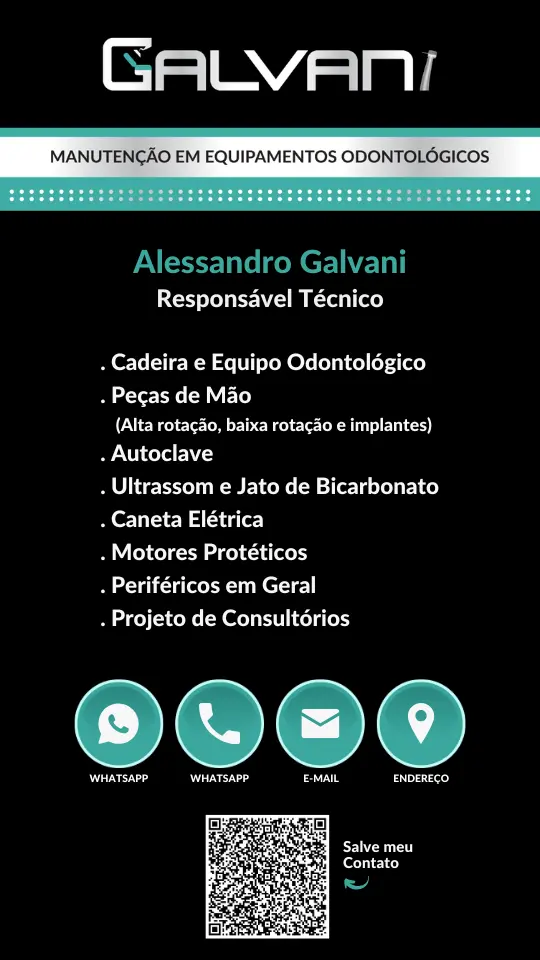 GALVANI
MANUTENÇÃO EM EQUIPAMENTOS ODONTOLÓGICOS
Alessandro Galvani
Responsável Técnico
. Cadeira e Equipo Odontológico
. Peças de Mão
(Alta rotação, baixa rotação e implantes)
. Autoclave
. Ultrassom e Jato de Bicarbonato
. Caneta Elétrica
. Motores Protéticos
. Periféricos em Geral
. Projeto de Consultórios
WHATSAPP
WHATSAPP
E-MAIL
ENDEREÇO
Salve meu
Contato